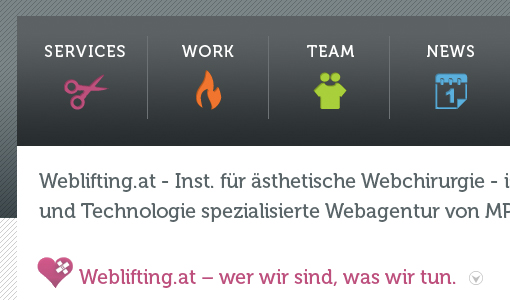 SERVICES WORK TEAM NEWS
1
Weblifting.at - Inst. für ästhetische Webchirurgie -
und Technologie spezialisierte Webagentur von
Weblifting.at – wer wir sind, was wir tun.